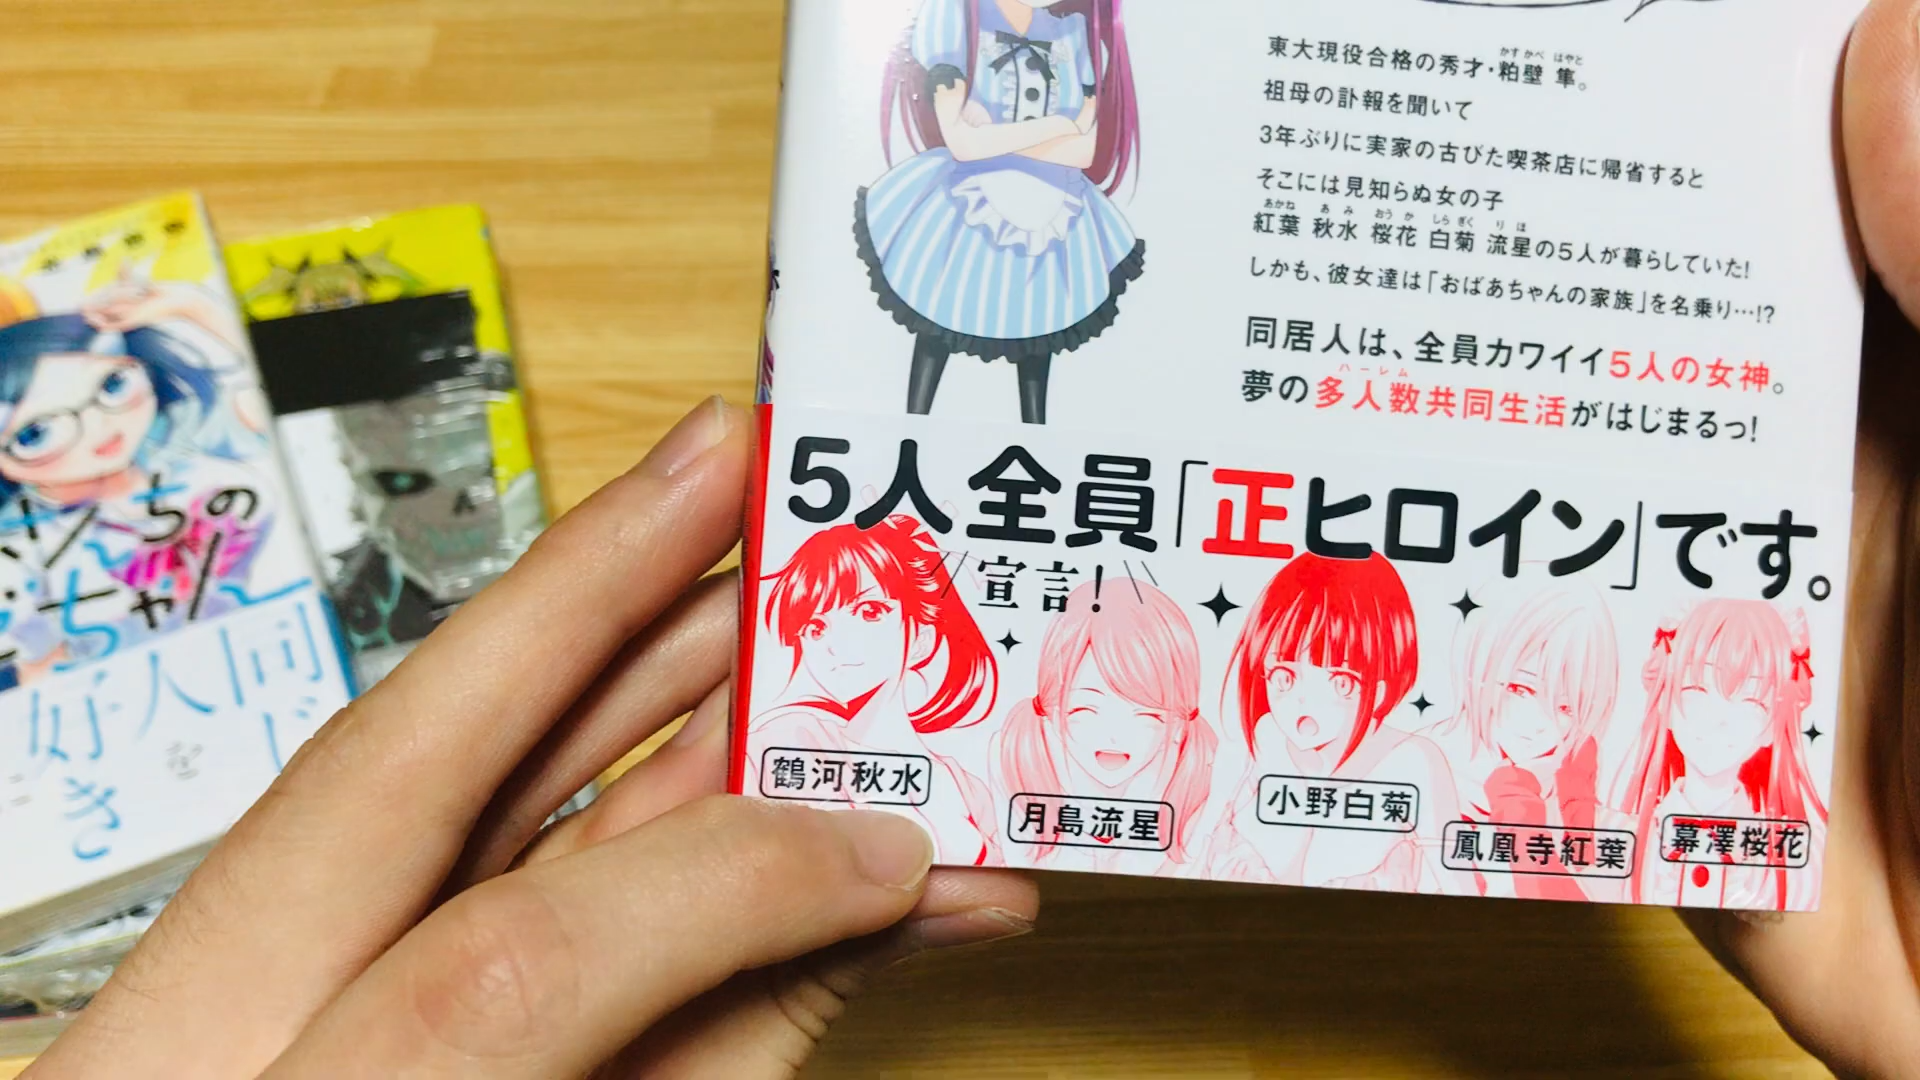 東大現役合格の秀才・粕壁 隼。
かすかべ はやと
祖母の訃報を聞いて
3年ぶりに実家の古びた喫茶店に帰省すると
そこには見知らぬ女の子
あかね あみ おうか しらぎく りほ
紅葉 秋水 桜花 白菊 流星の5人が暮らしていた!
しかも、彼女達は「おばあちゃんの家族」を名乗り…!?
同居人は、全員カワイイ5人の女神。
ハーレム
夢の多人数共同生活がはじまるっ!
5人全員「正ヒロイン」です。
宣言!
鶴河秋水
月島流星
小野白菊
鳳凰寺紅葉
幕澤桜花
ちの
ちゃん
同じ
人を
好き